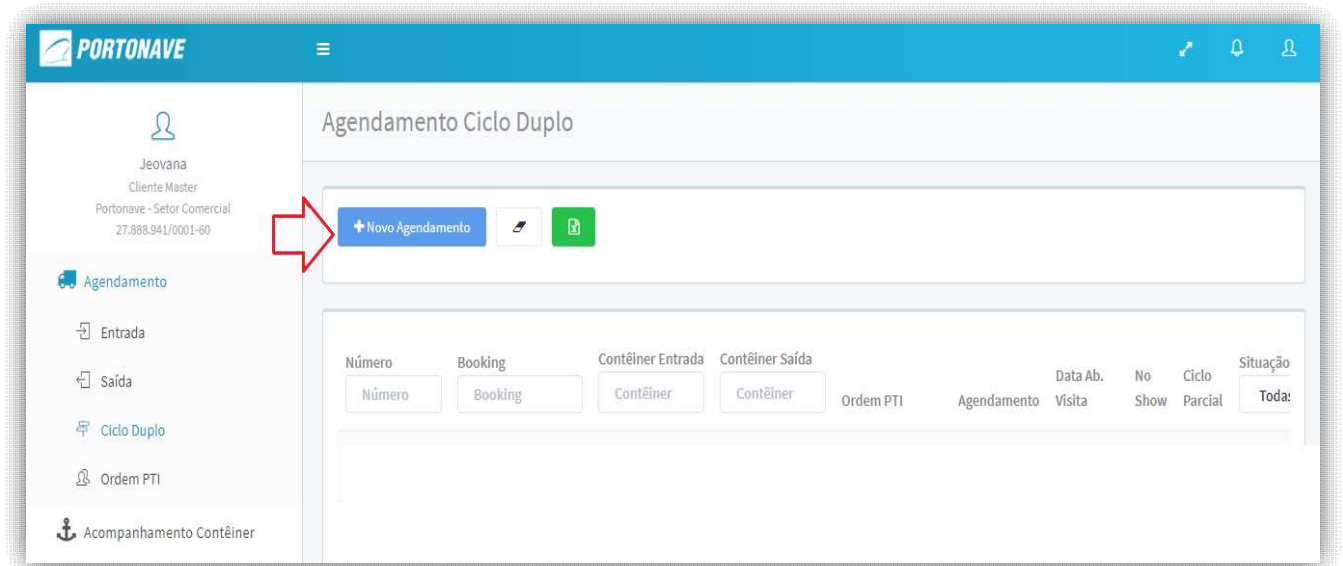 PORTONAVE
Jeovana
Cliente Master
Portonave - Setor Comercial
27.888.941/0001-60
Agendamento
Entrada
Saída
Ciclo Duplo
Ordem PTI
Acompanhamento Contêiner
Agendamento Ciclo Duplo
+ Novo Agendamento
Número Booking Contêiner Entrada Contêiner Saída Ordem PTI Agendamento Data Ab. Visita No Show Ciclo Parcial Situação
Número Booking Contêiner Contêiner Todas